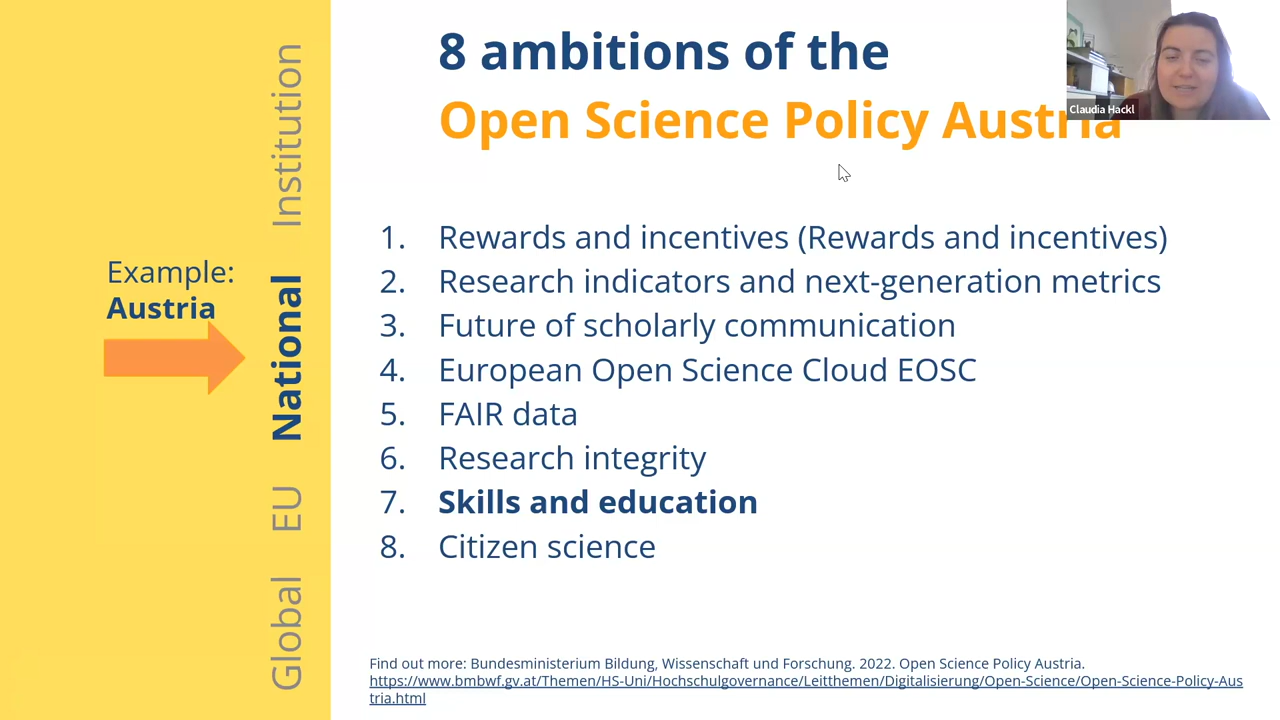 8 ambitions of the
Open Science Policy Austria
Claudia Hackl
Institution
National
EU
Global
Example:
Austria
1. Rewards and incentives (Rewards and incentives)
2. Research indicators and next-generation metrics
3. Future of scholarly communication
4. European Open Science Cloud EOSC
5. FAIR data
6. Research integrity
7. Skills and education
8. Citizen science
Find out more: Bundesministerium Bildung, Wissenschaft und Forschung. 2022. Open Science Policy Austria.
https://www.bmbwf.gv.at/Themen/HS-Uni/Hochschulgovernance/Leitthemen/Digitalisierung/Open-Science/Open-Science-Policy-Aus
tria.html